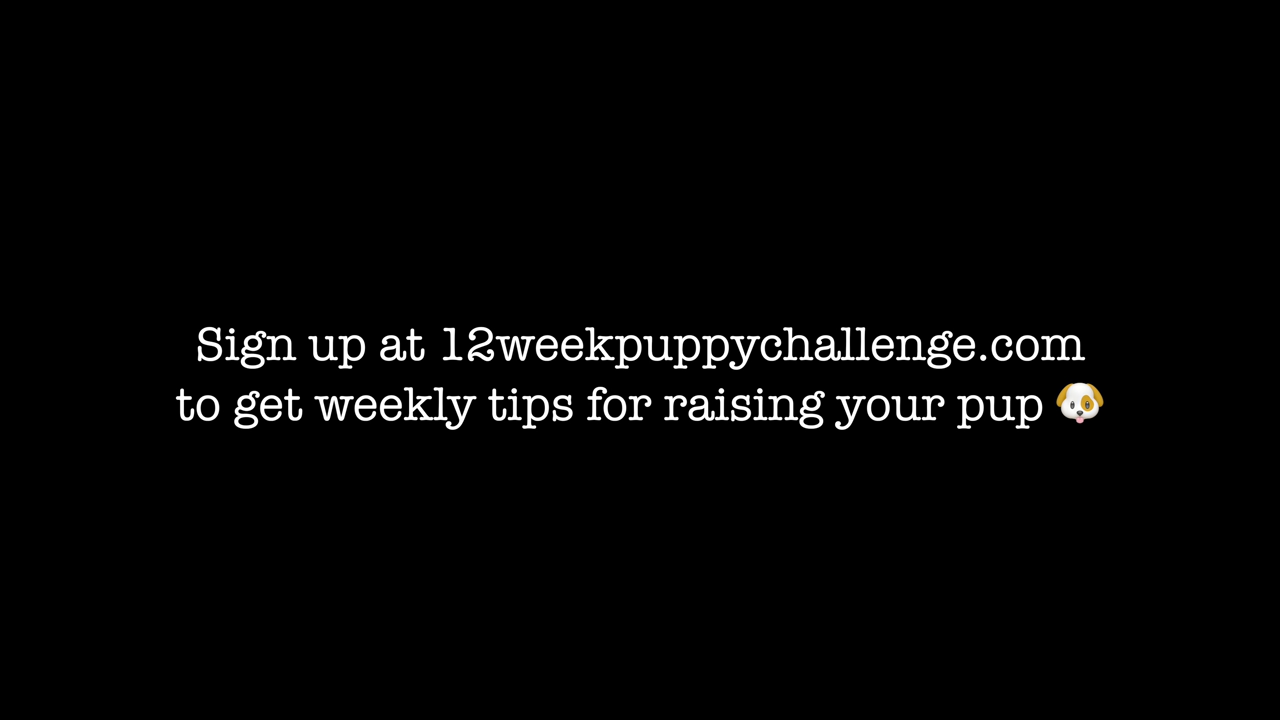 Sign up at 12weekpuppychallenge.com
to get weekly tips for raising your pup 🐶